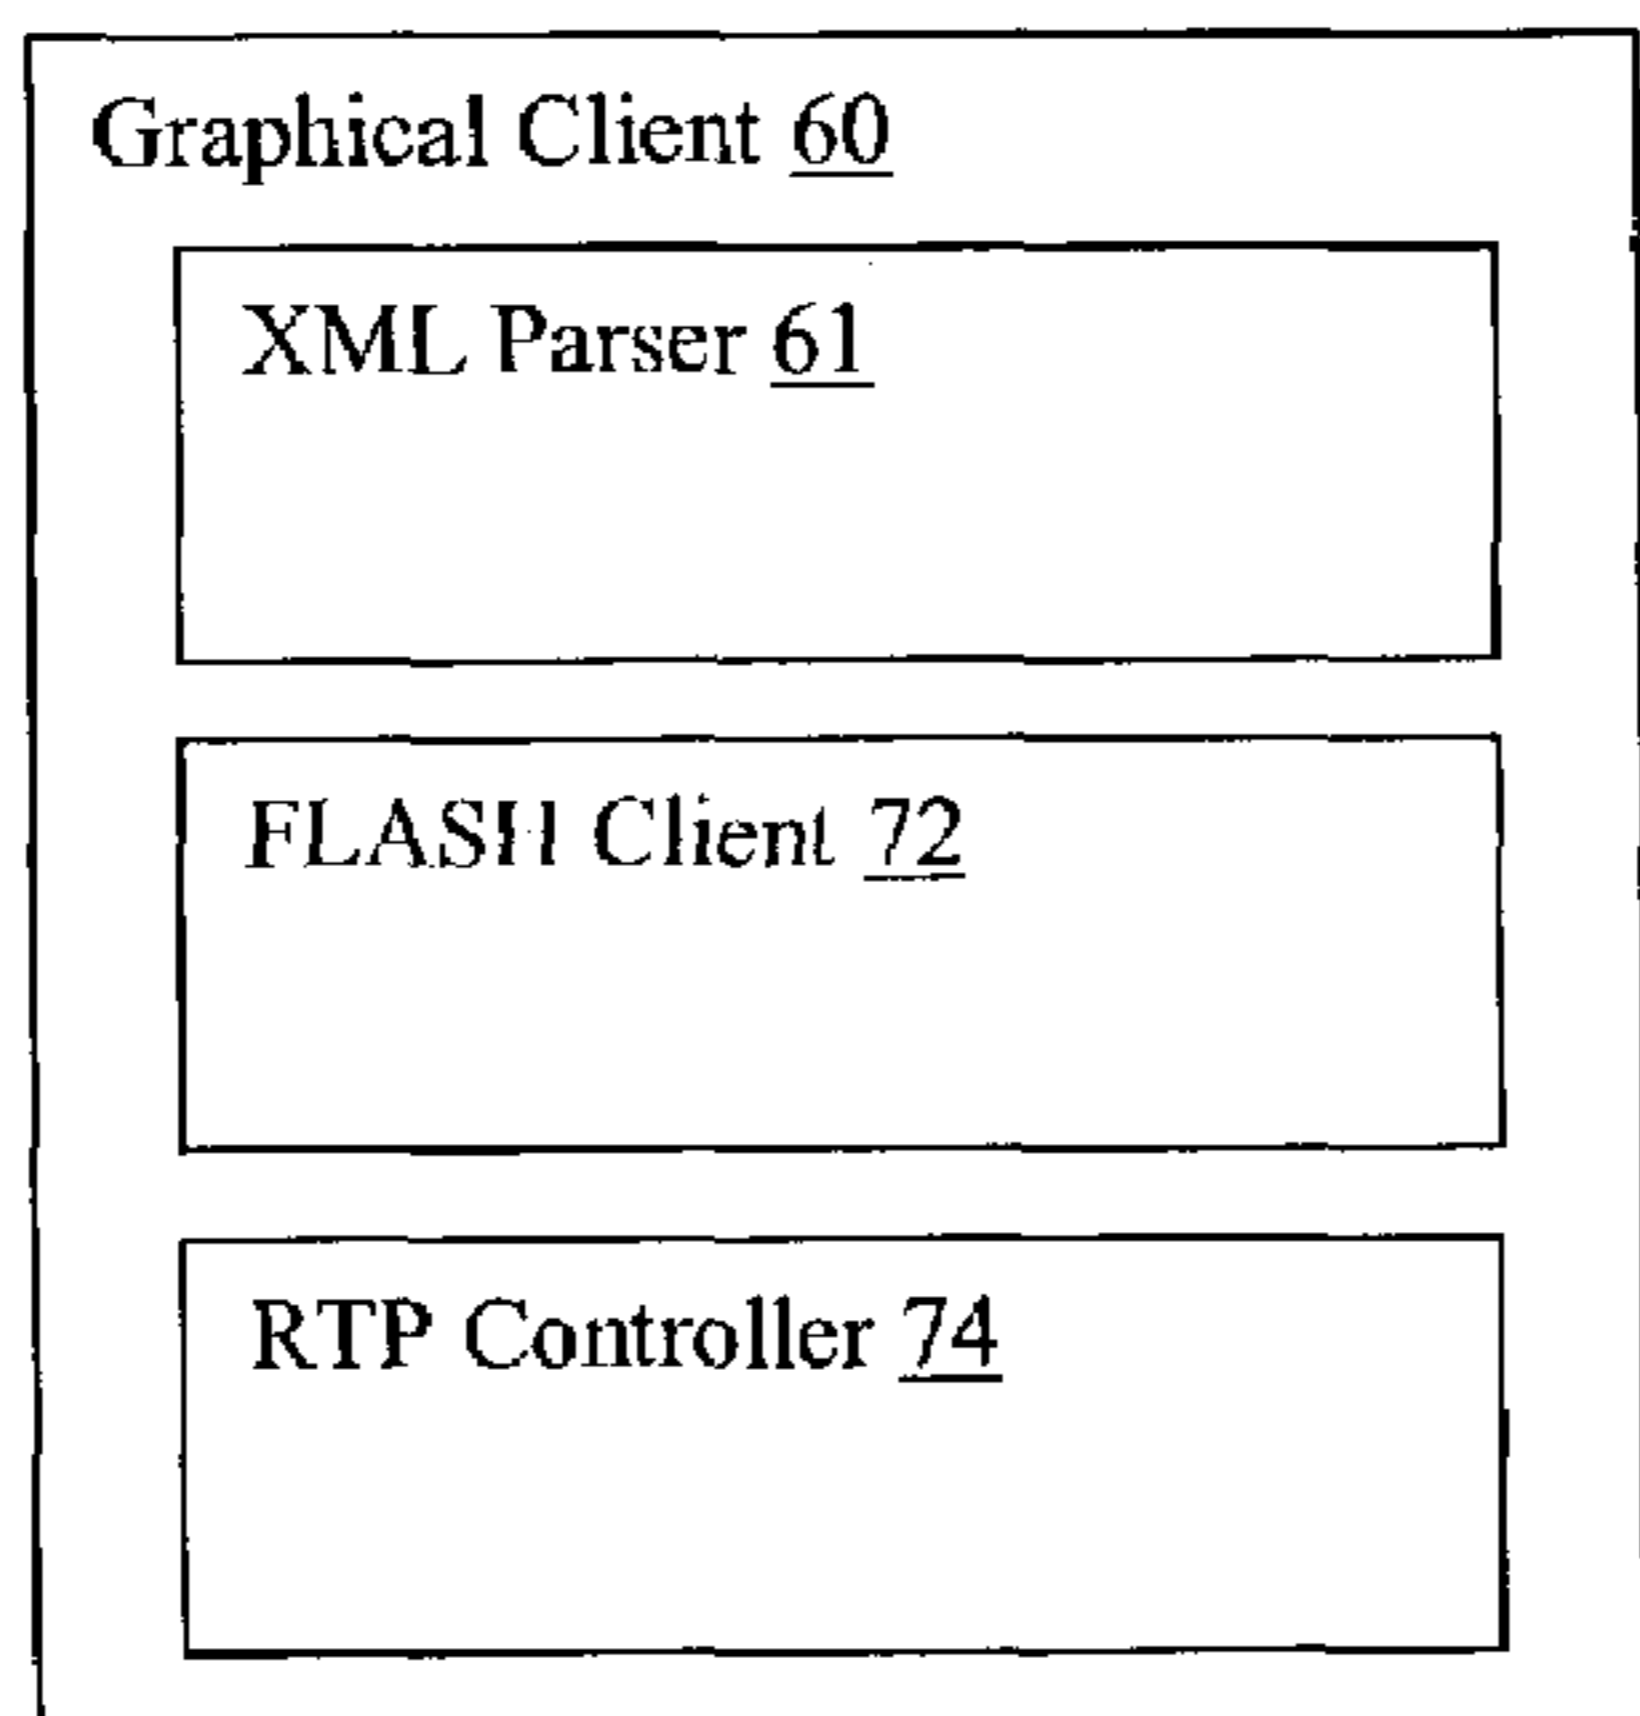 Graphical Client 60
XML Parser 61
FLASH Client 72
RTP Controller 74